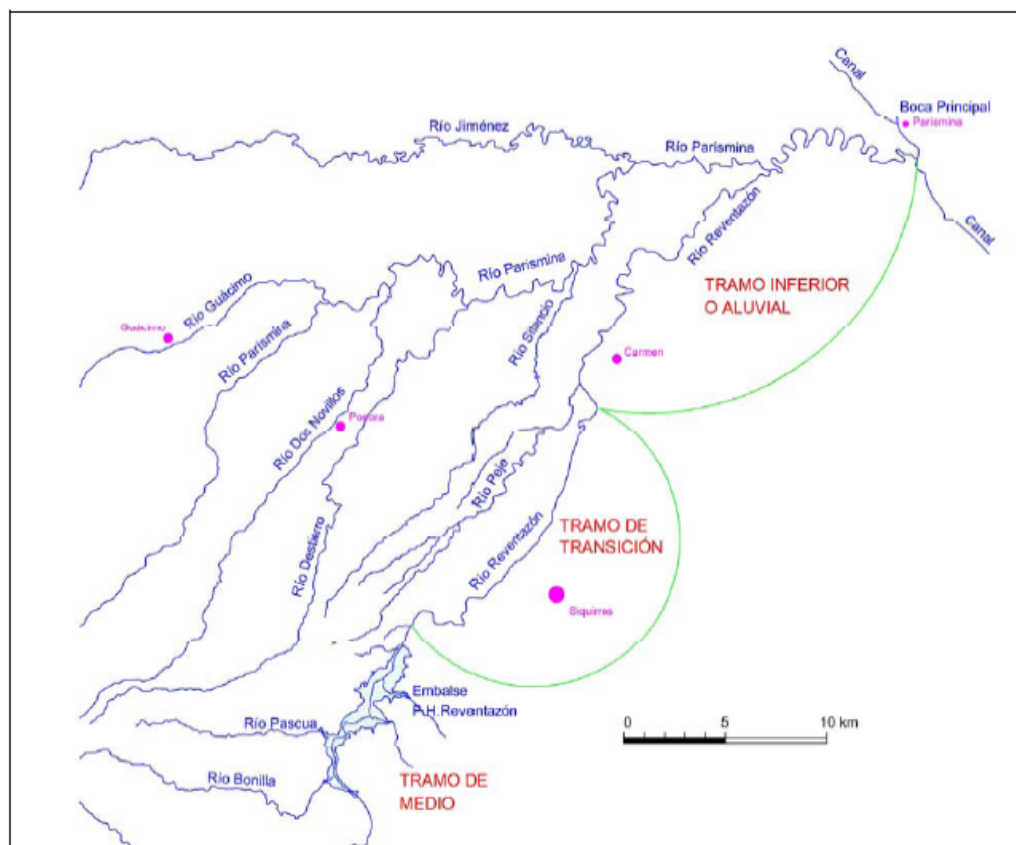 Canal
Boca Principal
Parismina
Río Jiménez
Río Parismina
Río Reventazón
Canal
Río Parismina
TRAMO INFERIOR
O ALUVIAL
Río Guácimo
Guácimo
Río Parismina
Río Silencio
Carmen
Río Dos Novillos
Pocora
Río Peje
Río Destierro
Río Reventazón
TRAMO DE
TRANSICIÓN
Siquirres
Embalse
P.H.Reventazón
Río Pascua
0 5 10 km
Río Bonilla
TRAMO DE
MEDIO